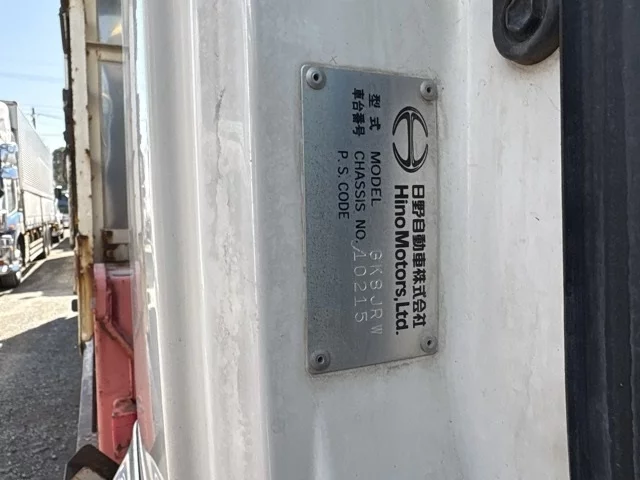 日野自動車株式会社
Hino Motors, Ltd.
型式 MODEL GK8JRW
車台番号 CHASSIS NO. 10215
P. S. CODE